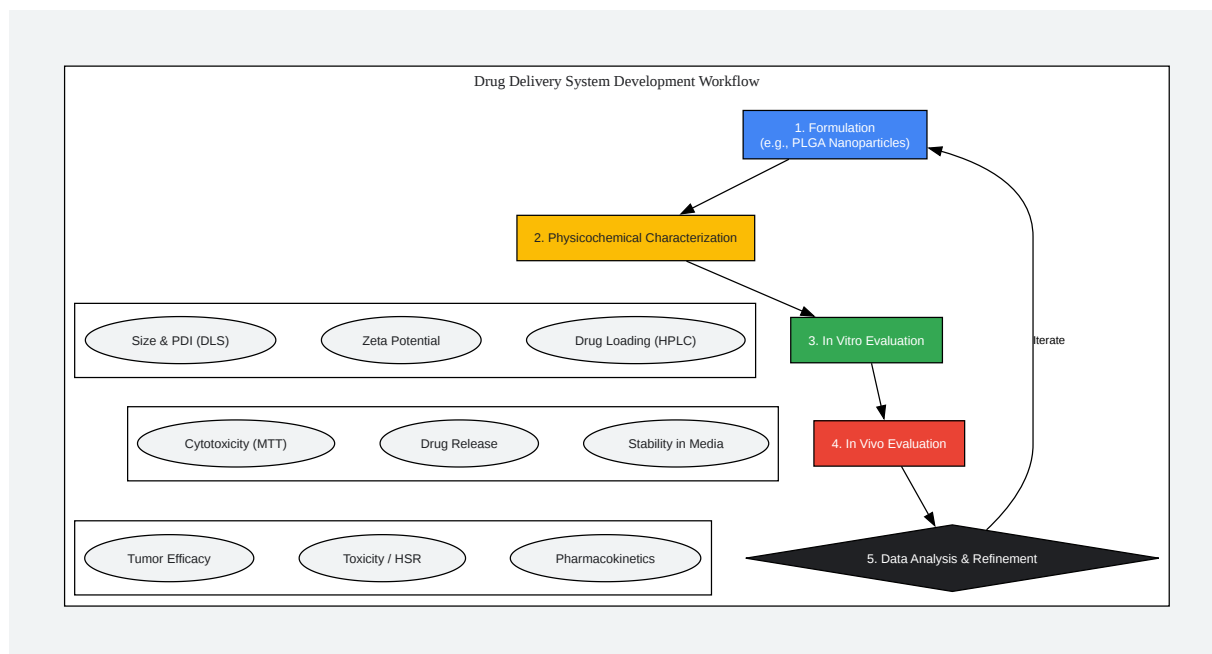 Drug Delivery System Development Workflow
1. Formulation
(e.g., PLGA Nanoparticles)
2. Physicochemical Characterization
Size & PDI (DLS)
Zeta Potential
Drug Loading (HPLC)
3. In Vitro Evaluation
Iterate
Cytotoxicity (MTT)
Drug Release
Stability in Media
4. In Vivo Evaluation
Tumor Efficacy
Toxicity / HSR
Pharmacokinetics
5. Data Analysis & Refinement